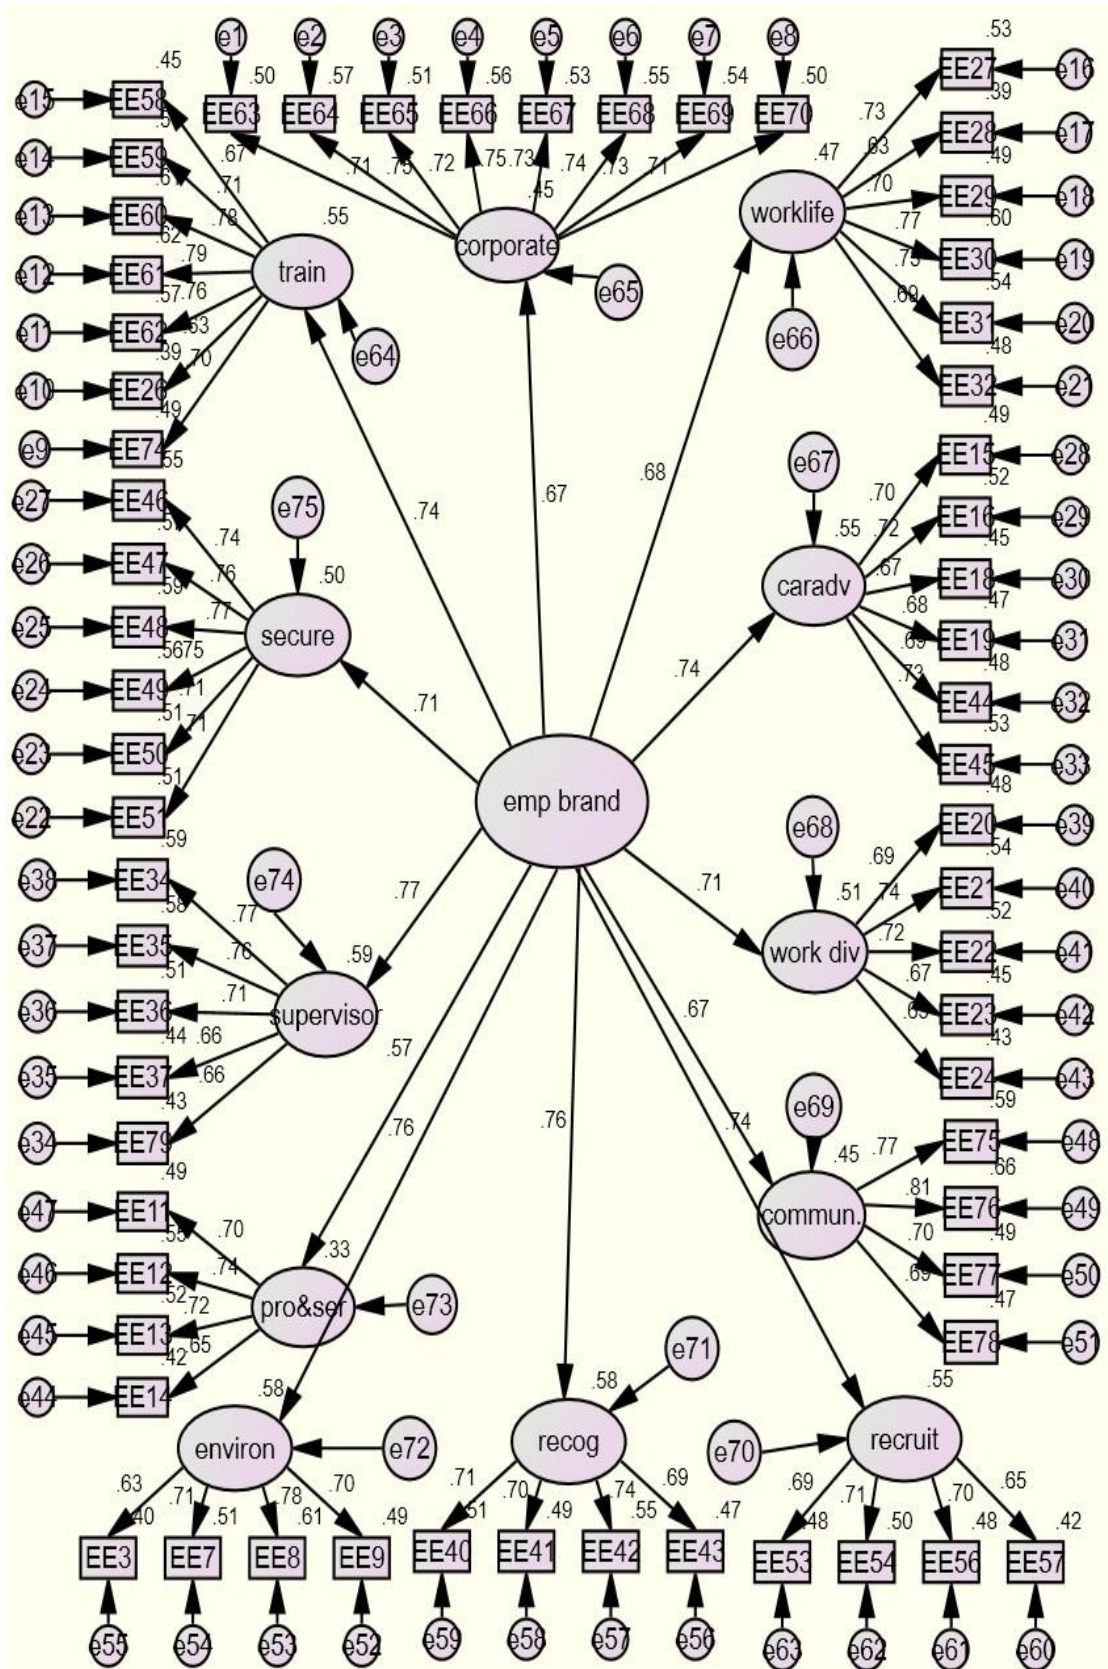 e1 e2 e3 e4 e5 e6 e7 e8
.50 .57 .51 .56 .53 .55 .54 .50
EE63 EE64 EE65 EE66 EE67 EE68 EE69 EE70
.71 .75 .72 .75 .73 .74 .73 .71
.45
corporate
e65
.45
e15 EE58
e14 EE59
e13 EE60
.62
e12 EE61
.57
e11 EE62
.39
e10 EE26
.49
e9 EE74
.67
.71
.78
.79
.76
.63
.70
.55
train
e64
.53
EE27 e16
.39
EE28 e17
.49
EE29 e18
.60
EE30 e19
.54
EE31 e20
.48
EE32 e21
.73
.63
.70
.77
.69
.47
worklife
e66
.55
e27 EE46
e26 EE47
.59
e25 EE48
.56
e24 EE49
.51
e23 EE50
.51
e22 EE51
.74
.76
.77
.75
.71
.71
e75
.50
secure
.49
EE15 e28
.52
EE16 e29
.45
EE18 e30
.47
EE19 e31
.48
EE44 e32
.53
EE45 e33
.70
.72
.67
.68
.69
.73
e67
.55
caradv
emp brand
.74
.67
.68
.74
.71
.71
.77
.67
.57
.76
.76
.74
.59
e38 EE34
.58
e37 EE35
.51
e36 EE36
.44
e35 EE37
.43
e34 EE79
.77
.76
.71
.66
.66
e74
.59
supervisor
.48
EE20 e39
.54
EE21 e40
.52
EE22 e41
.45
EE23 e42
.43
EE24 e43
.69
.74
.72
.67
e68
.51
work div
.49
e47 EE11
.55
e46 EE12
.52
e45 EE13
.42
e44 EE14
.70
.74
.72
.65
.33
pro&ser
e73
.59
EE75 e48
.66
EE76 e49
.49
EE77 e50
.47
EE78 e51
.77
.81
.70
.69
e69
.45
commun.
.58
environ
e72
.63 .71 .78 .70
.40 .51 .61 .49
EE3 EE7 EE8 EE9
e55 e54 e53 e52
e71
.58
recog
.71 .70 .74 .69
.51 .49 .55 .47
EE40 EE41 EE42 EE43
e59 e58 e57 e56
.55
e70
recruit
.69 .71 .70 .65
.48 .50 .48 .42
EE53 EE54 EE56 EE57
e63 e62 e61 e60